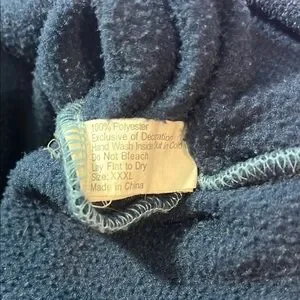 100% Polyester
Exclusive of Decoration
Hand Wash Inside Out in Cold
Do Not Bleach
Lay Flat to Dry
Size: XXXL
Made in China